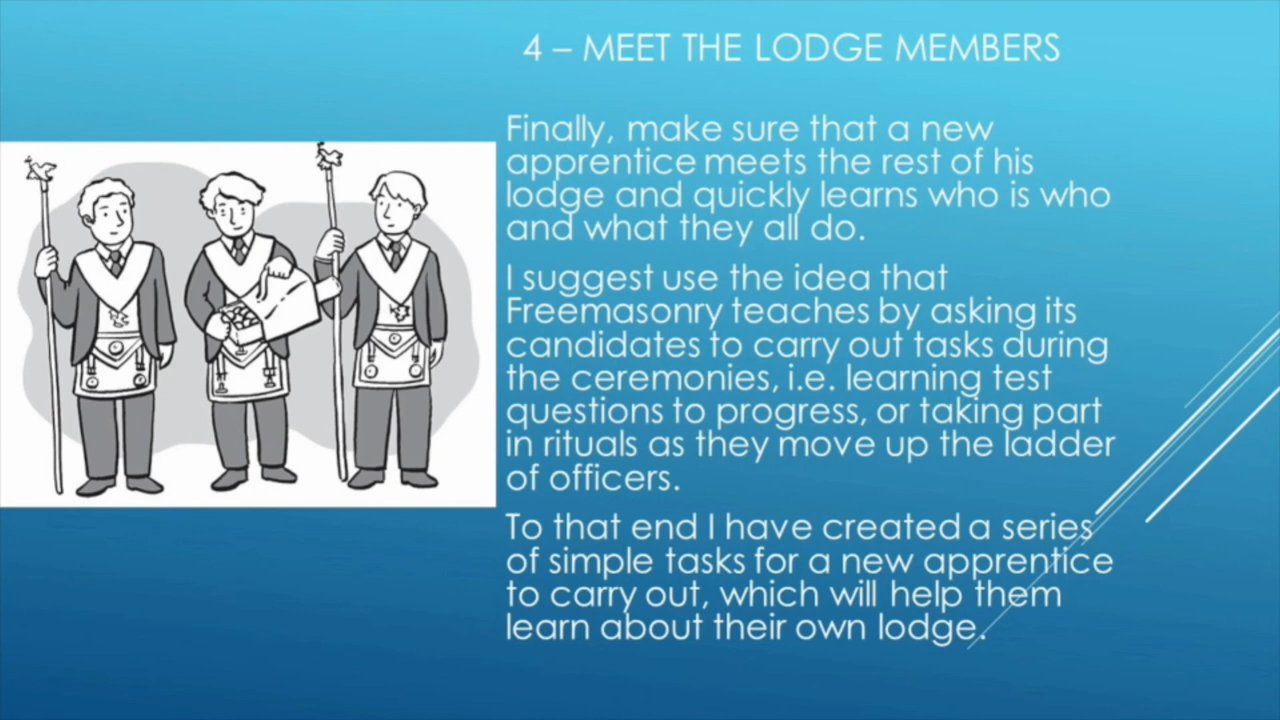 4 – MEET THE LODGE MEMBERS
Finally, make sure that a new
apprentice meets the rest of his
lodge and quickly learns who is who
and what they all do.
I suggest use the idea that
Freemasonry teaches by asking its
candidates to carry out tasks during
the ceremonies, i.e. learning test
questions to progress, or taking part
in rituals as they move up the ladder
of officers.
To that end I have created a series
of simple tasks for a new apprentice
to carry out, which will help them
learn about their own lodge.